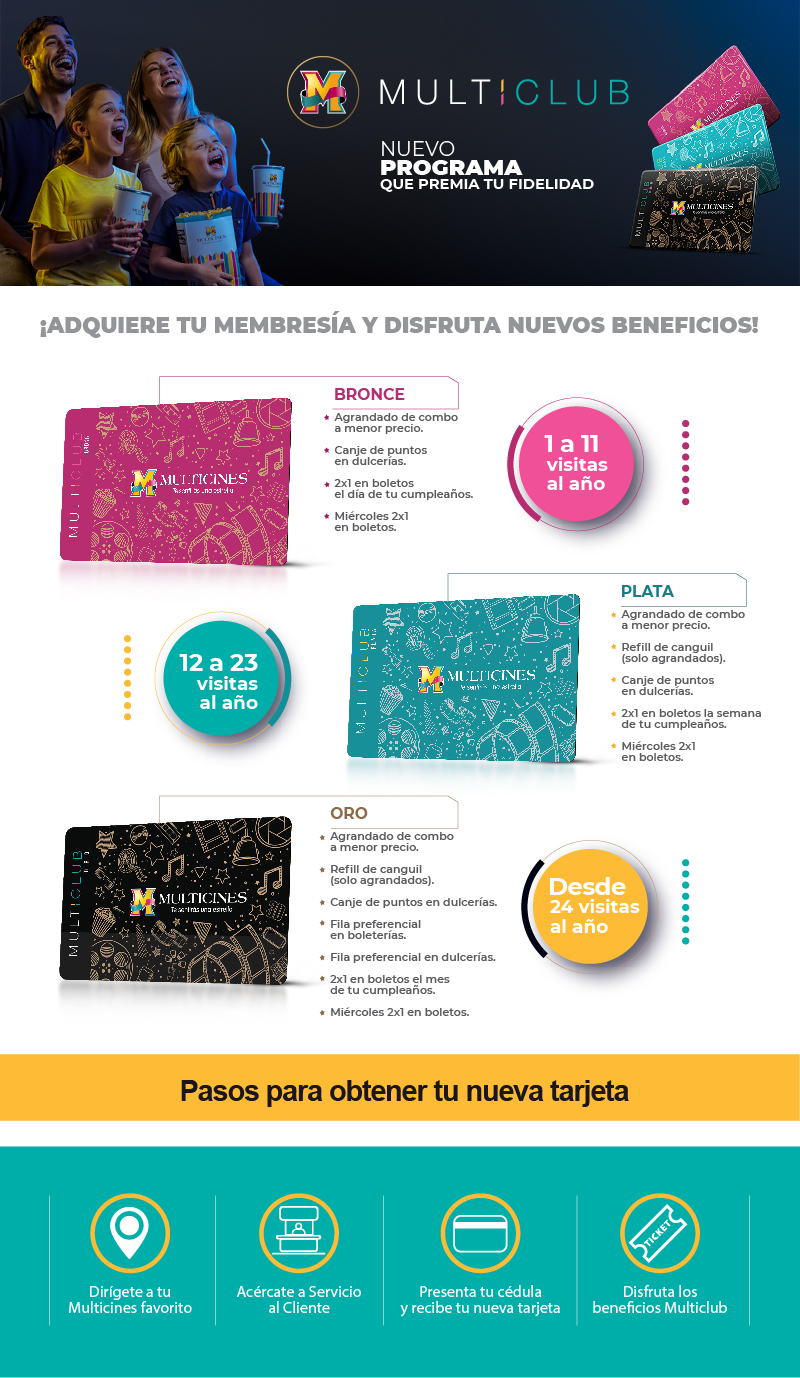 MULTICLUB
NUEVO
PROGRAMA
QUE PREMIA TU FIDELIDAD
MULTICLUB
MULTICINES
¡ADQUIERE TU MEMBRESÍA Y DISFRUTA NUEVOS BENEFICIOS!
BRONCE
Agrandado de combo
a menor precio.
Canje de puntos
en dulcerías.
2x1 en boletos
el día de tu cumpleaños.
Miércoles 2x1
en boletos.
MULTICLUB
MULTICINES
Te sentirás una estrella
1 a 11
visitas
al año
PLATA
Agrandado de combo
a menor precio.
Refill de canguil
(solo agrandados).
Canje de puntos
en dulcerías.
2x1 en boletos la semana
de tu cumpleaños.
Miércoles 2x1
en boletos.
MULTICLUB
PLATA
MULTICINES
Te sentirás una estrella
12 a 23
visitas
al año
ORO
Agrandado de combo
a menor precio.
Refill de canguil
(solo agrandados).
Canje de puntos en dulcerías.
Fila preferencial
en boleterías.
Fila preferencial en dulcerías.
2x1 en boletos el mes
de tu cumpleaños.
Miércoles 2x1 en boletos.
MULTICLUB
MULTICINES
Te sentirás una estrella
Desde
24 visitas
al año
Pasos para obtener tu nueva tarjeta
Dirígete a tu
Multicines favorito
Acércate a Servicio
al Cliente
Presenta tu cédula
y recibe tu nueva tarjeta
TICKET
Disfruta los
beneficios Multiclub